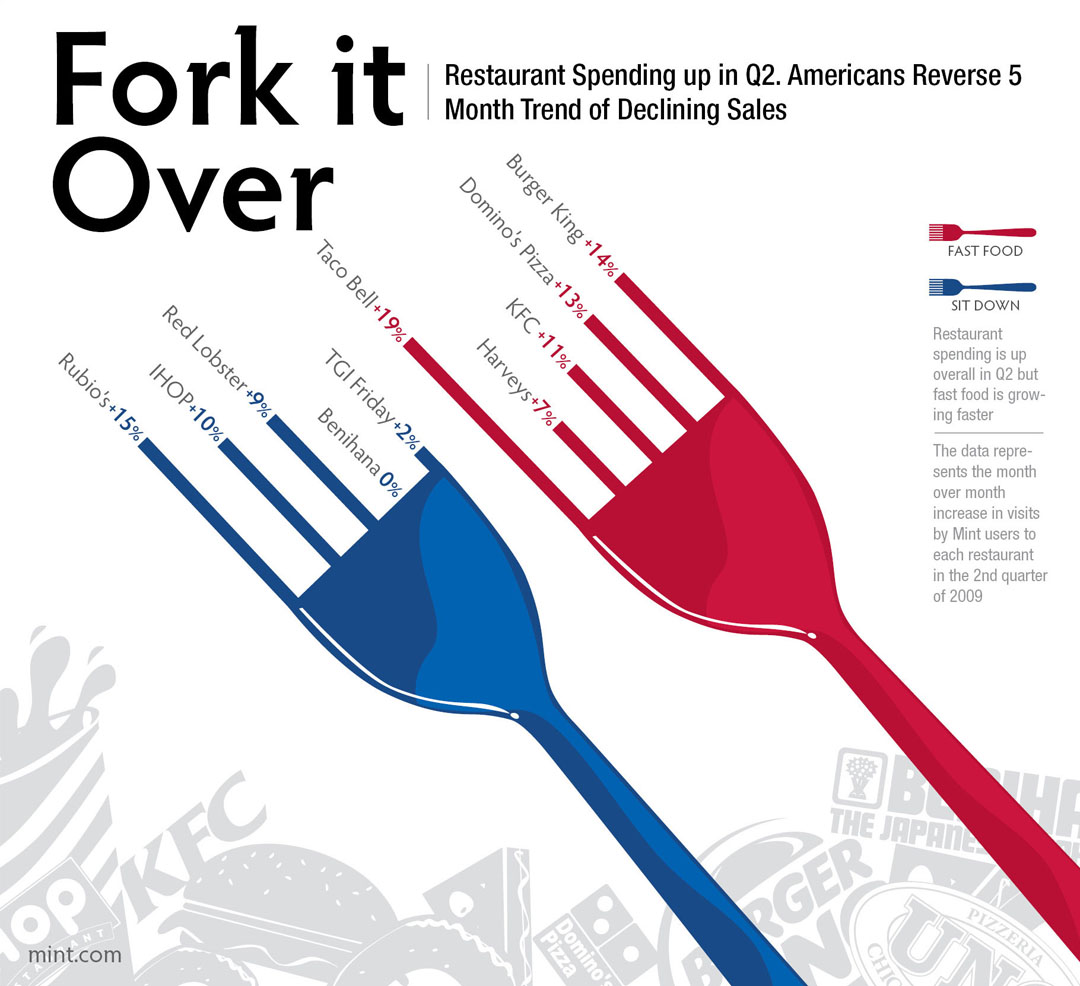 Fork it
Over
Restaurant Spending up in Q2. Americans Reverse 5
Month Trend of Declining Sales
Burger King +14%
Domino's Pizza +13%
KFC +11%
Harveys +7%
Taco Bell +19%
TGI Friday +2%
Benihana 0%
Red Lobster +9%
IHOP +10%
Rubio's +15%
FAST FOOD
SIT DOWN
Restaurant
spending is up
overall in Q2 but
fast food is grow-
ing faster
The data repre-
sents the month
over month
increase in visits
by Mint users to
each restaurant
in the 2nd quarter
of 2009
KFC
Domino's
Pizza
THE JAPANES
PIZZERIA
UN
CHIC
mint.com